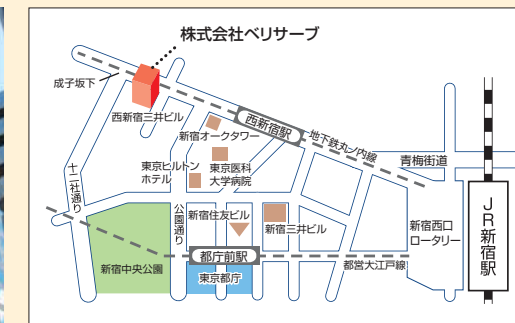 株式会社ベリサーブ
成子坂下
西新宿三井ビル
西新宿駅
新宿オークタワー
地下鉄丸ノ内線
青梅街道
東京ヒルトン
ホテル
東京医科
大学病院
十二社通り
公園通り
新宿住友ビル
新宿三井ビル
新宿西口
ロータリー
JR新宿駅
都庁前駅
新宿中央公園
東京都庁
都営大江戸線